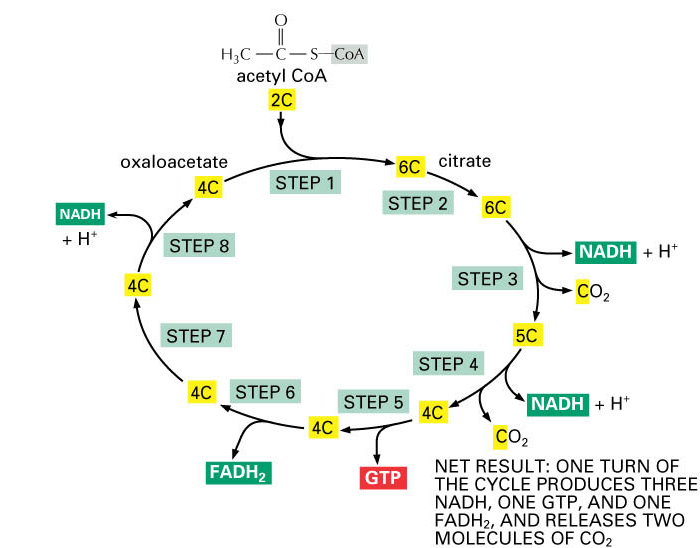 O
H₃C — C — S — CoA
acetyl CoA
2C
oxaloacetate
4C
STEP 1
6C
citrate
STEP 2
6C
NADH + H⁺
STEP 3
CO₂
5C
STEP 4
NADH + H⁺
CO₂
4C
STEP 5
GTP
4C
STEP 6
FADH₂
4C
STEP 7
4C
STEP 8
NADH
+ H⁺
NET RESULT: ONE TURN OF
THE CYCLE PRODUCES THREE
NADH, ONE GTP, AND ONE
FADH₂, AND RELEASES TWO
MOLECULES OF CO₂